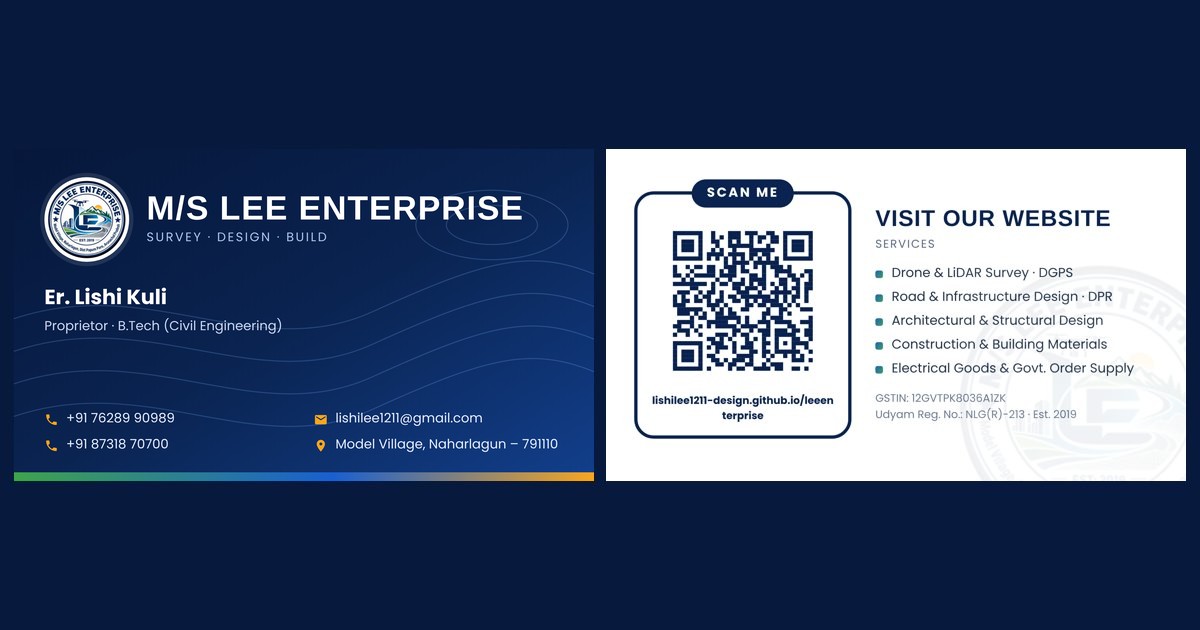 M/S LEE ENTERPRISE
M/S LEE ENTERPRISE
SURVEY · DESIGN · BUILD
Er. Lishi Kuli
Proprietor · B.Tech (Civil Engineering)
+91 76289 90989
lishilee1211@gmail.com
+91 87318 70700
Model Village, Naharlagun – 791110
SCAN ME
lishilee1211-design.github.io/leeen
terprise
VISIT OUR WEBSITE
SERVICES
Drone & LiDAR Survey · DGPS
Road & Infrastructure Design · DPR
Architectural & Structural Design
Construction & Building Materials
Electrical Goods & Govt. Order Supply
GSTIN: 12GVTPK8036A1ZK
Udyam Reg. No.: NLG(R)-213 · Est. 2019